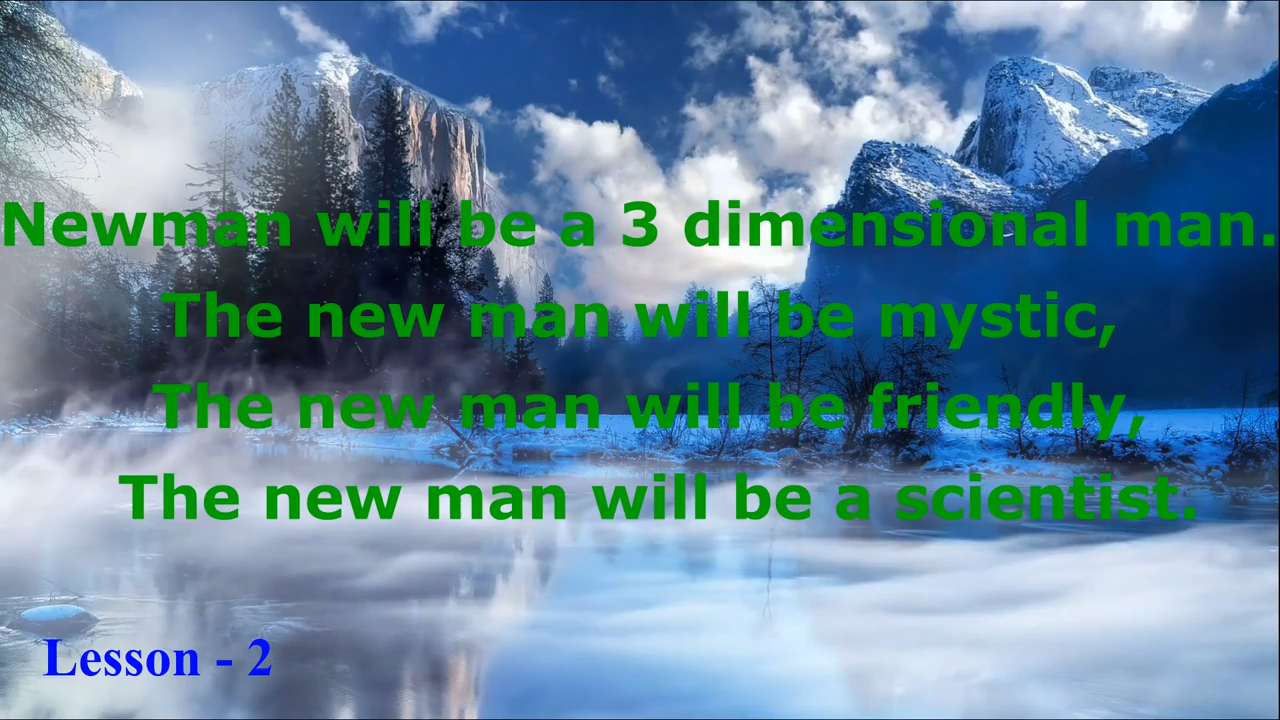 Newman will be a 3 dimensional man.
The new man will be mystic,
The new man will be friendly,
The new man will be a scientist.
Lesson - 2